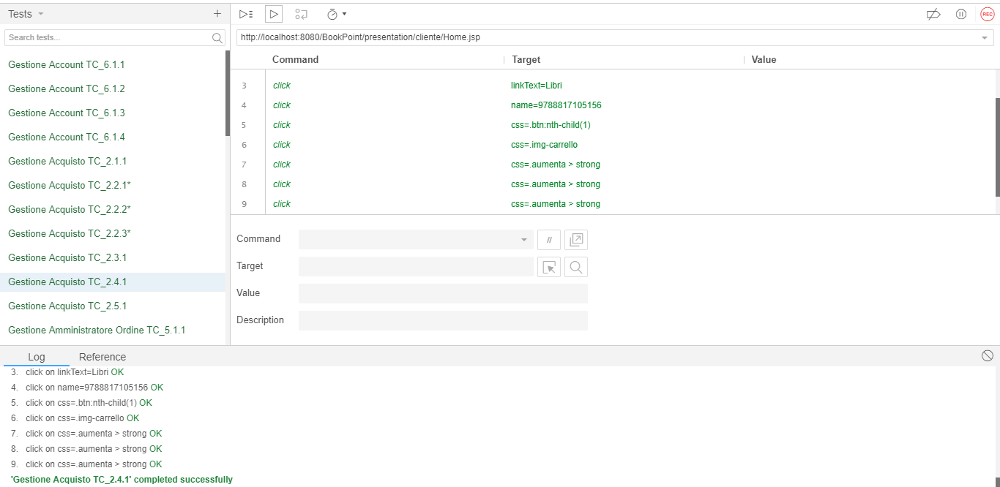 Tests
Search tests...
Gestione Account TC_6.1.1
Gestione Account TC_6.1.2
Gestione Account TC_6.1.3
Gestione Account TC_6.1.4
Gestione Acquisto TC_2.1.1
Gestione Acquisto TC_2.2.1*
Gestione Acquisto TC_2.2.2*
Gestione Acquisto TC_2.2.3*
Gestione Acquisto TC_2.3.1
Gestione Acquisto TC_2.4.1
Gestione Acquisto TC_2.5.1
Gestione Amministratore Ordine TC_5.1.1
REC
http://localhost:8080/BookPoint/presentation/cliente/Home.jsp
Command Target Value
3 click linkText=Libri
4 click name=9788817105156
5 click css=.btn:nth-child(1)
6 click css=.img-carrello
7 click css=.aumenta > strong
8 click css=.aumenta > strong
9 click css=.aumenta > strong
Command //
Target
Value
Description
Log Reference
3. click on linkText=Libri OK
4. click on name=9788817105156 OK
5. click on css=.btn:nth-child(1) OK
6. click on css=.img-carrello OK
7. click on css=.aumenta > strong OK
8. click on css=.aumenta > strong OK
9. click on css=.aumenta > strong OK
'Gestione Acquisto TC_2.4.1' completed successfully